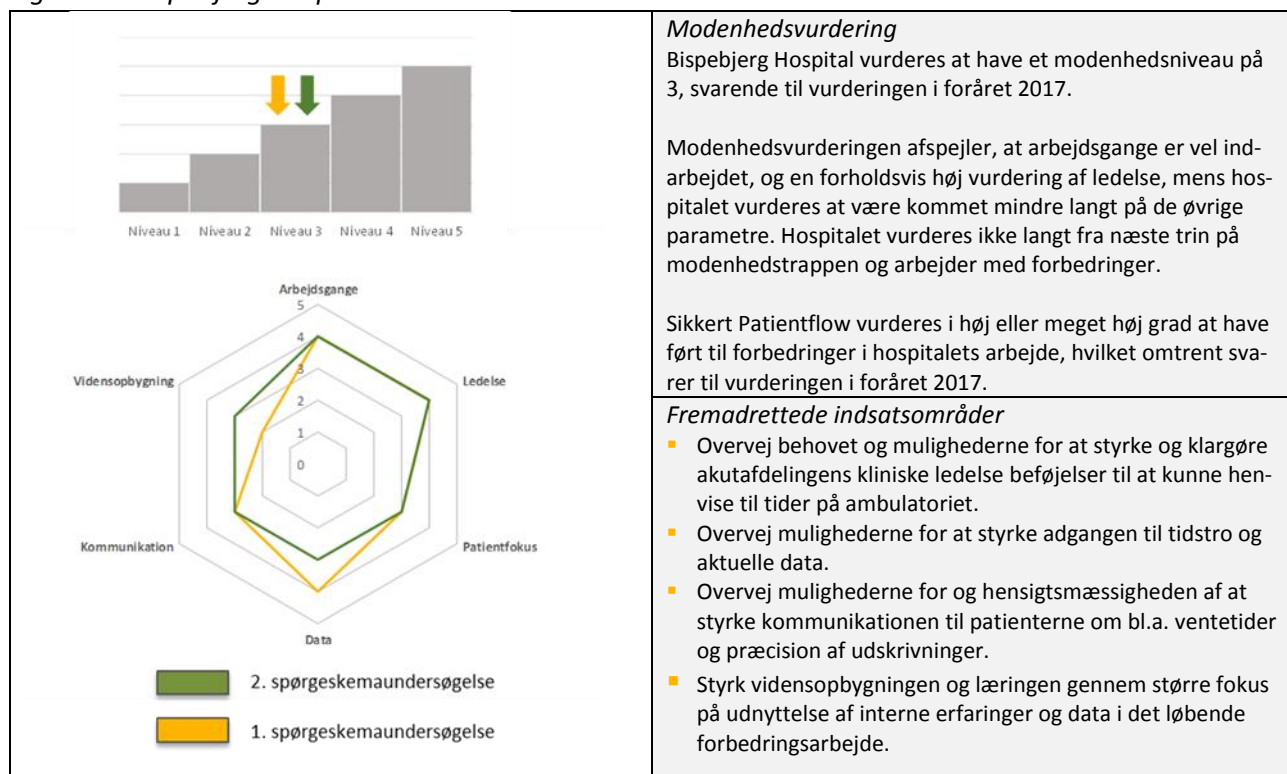 Niveau 1 Niveau 2 Niveau 3 Niveau 4 Niveau 5
Arbejdsgange
5
4
3
2
1
0
Vidensopbygning
Ledelse
Kommunikation
Patientfokus
Data
2. spørgeskemaundersøgelse
1. spørgeskemaundersøgelse
Modenhedsvurdering
Bispebjerg Hospital vurderes at have et modenhedsniveau på
3, svarende til vurderingen i foråret 2017.
Modenhedsvurderingen afspejler, at arbejdsgange er vel ind-
arbejdet, og en forholdsvis høj vurdering af ledelse, mens hos-
pitalet vurderes at være kommet mindre langt på de øvrige
parametre. Hospitalet vurderes ikke langt fra næste trin på
modenhedstrappen og arbejder med forbedringer.
Sikkert Patientflow vurderes i høj eller meget høj grad at have
ført til forbedringer i hospitalets arbejde, hvilket omtrent sva-
rer til vurderingen i foråret 2017.
Fremadrettede indsatsområder
▪ Overvej behovet og mulighederne for at styrke og klargøre
akutafdelingens kliniske ledelse beføjelser til at kunne hen-
vise til tider på ambulatoriet.
▪ Overvej mulighederne for at styrke adgangen til tidstro og
aktuelle data.
▪ Overvej mulighederne for og hensigtsmæssigheden af at
styrke kommunikationen til patienterne om bl.a. ventetider
og præcision af udskrivninger.
▪ Styrk vidensopbygningen og læringen gennem større fokus
på udnyttelse af interne erfaringer og data i det løbende
forbedringsarbejde.